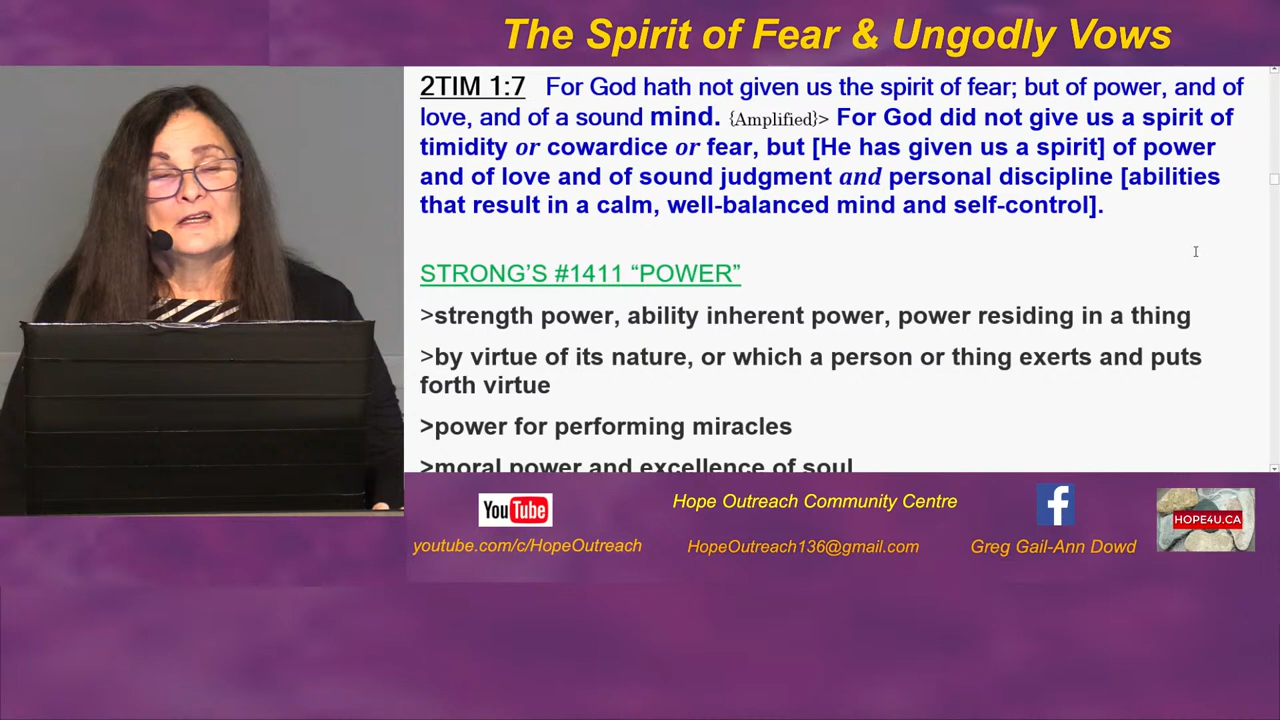 The Spirit of Fear & Ungodly Vows
2TIM 1:7 For God hath not given us the spirit of fear; but of power, and of
love, and of a sound mind. {Amplified}> For God did not give us a spirit of
timidity or cowardice or fear, but [He has given us a spirit] of power
and of love and of sound judgment and personal discipline [abilities
that result in a calm, well-balanced mind and self-control].
STRONG’S #1411 “POWER”
>strength power, ability inherent power, power residing in a thing
>by virtue of its nature, or which a person or thing exerts and puts
forth virtue
>power for performing miracles
>moral power and excellence of soul
YouTube
Hope Outreach Community Centre
f
HOPE4U.CA
youtube.com/c/HopeOutreach
HopeOutreach136@gmail.com
Greg Gail-Ann Dowd